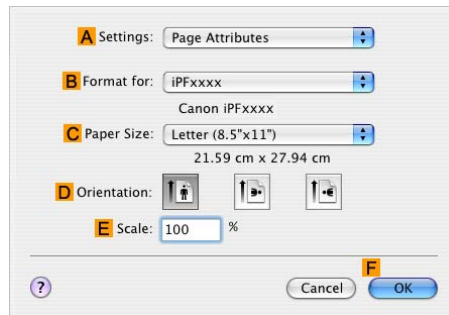 A Settings: Page Attributes
B Format for: iPFxxxx
Canon iPFxxxx
C Paper Size: Letter (8.5"x11")
21.59 cm x 27.94 cm
D Orientation:
E Scale: 100 %
F
? Cancel OK